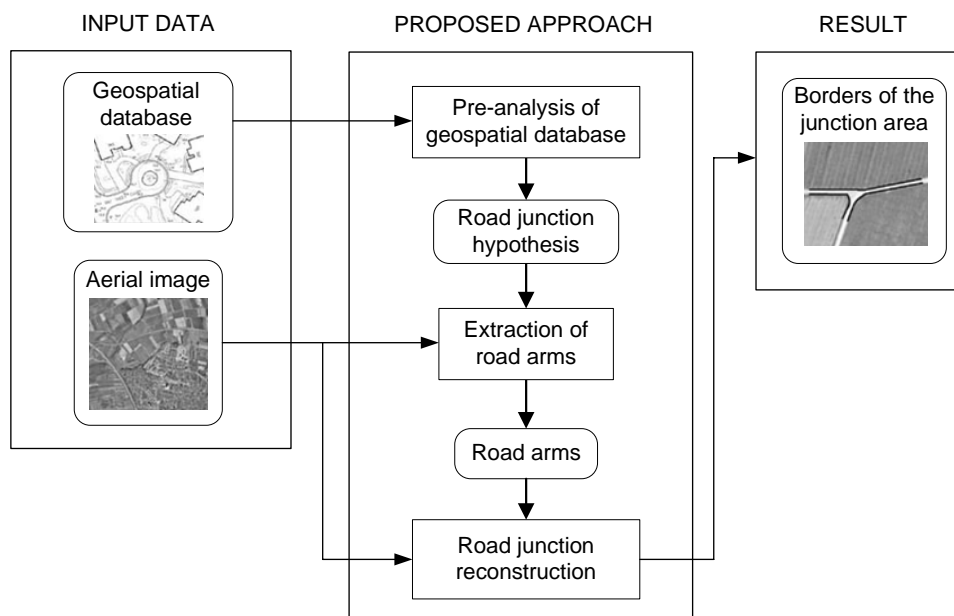 INPUT DATA
Geospatial
database
Aerial image
PROPOSED APPROACH
Pre-analysis of
geospatial database
Road junction
hypothesis
Extraction of
road arms
Road arms
Road junction
reconstruction
RESULT
Borders of the
junction area